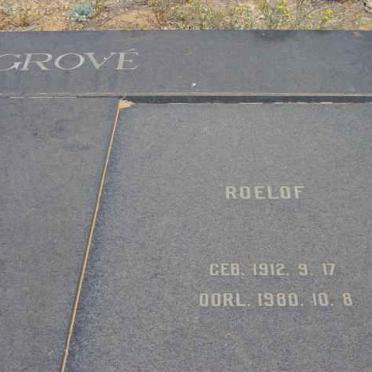 GROVÉ
ROELOF
GEB. 1912. 9. 17
OORL. 1980. 10. 8